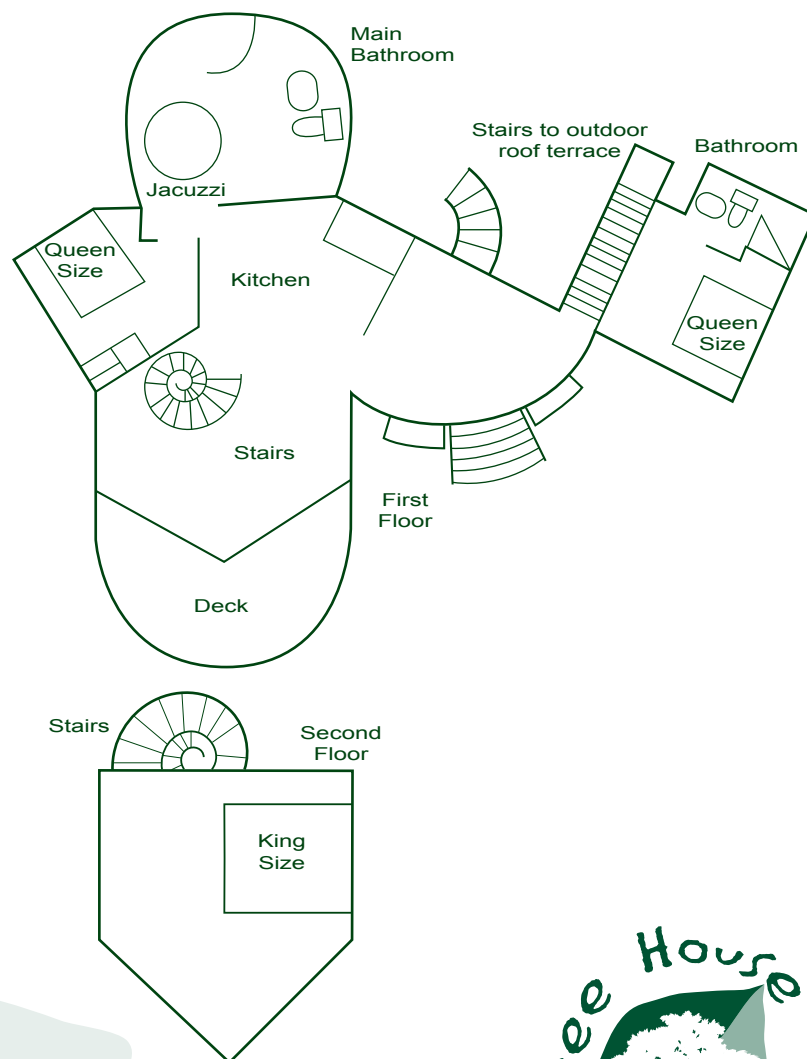 Main
Bathroom
Stairs to outdoor
roof terrace
Bathroom
Jacuzzi
Queen
Size
Kitchen
Queen
Size
Stairs
First
Floor
Deck
Stairs
Second
Floor
King
Size
ee House